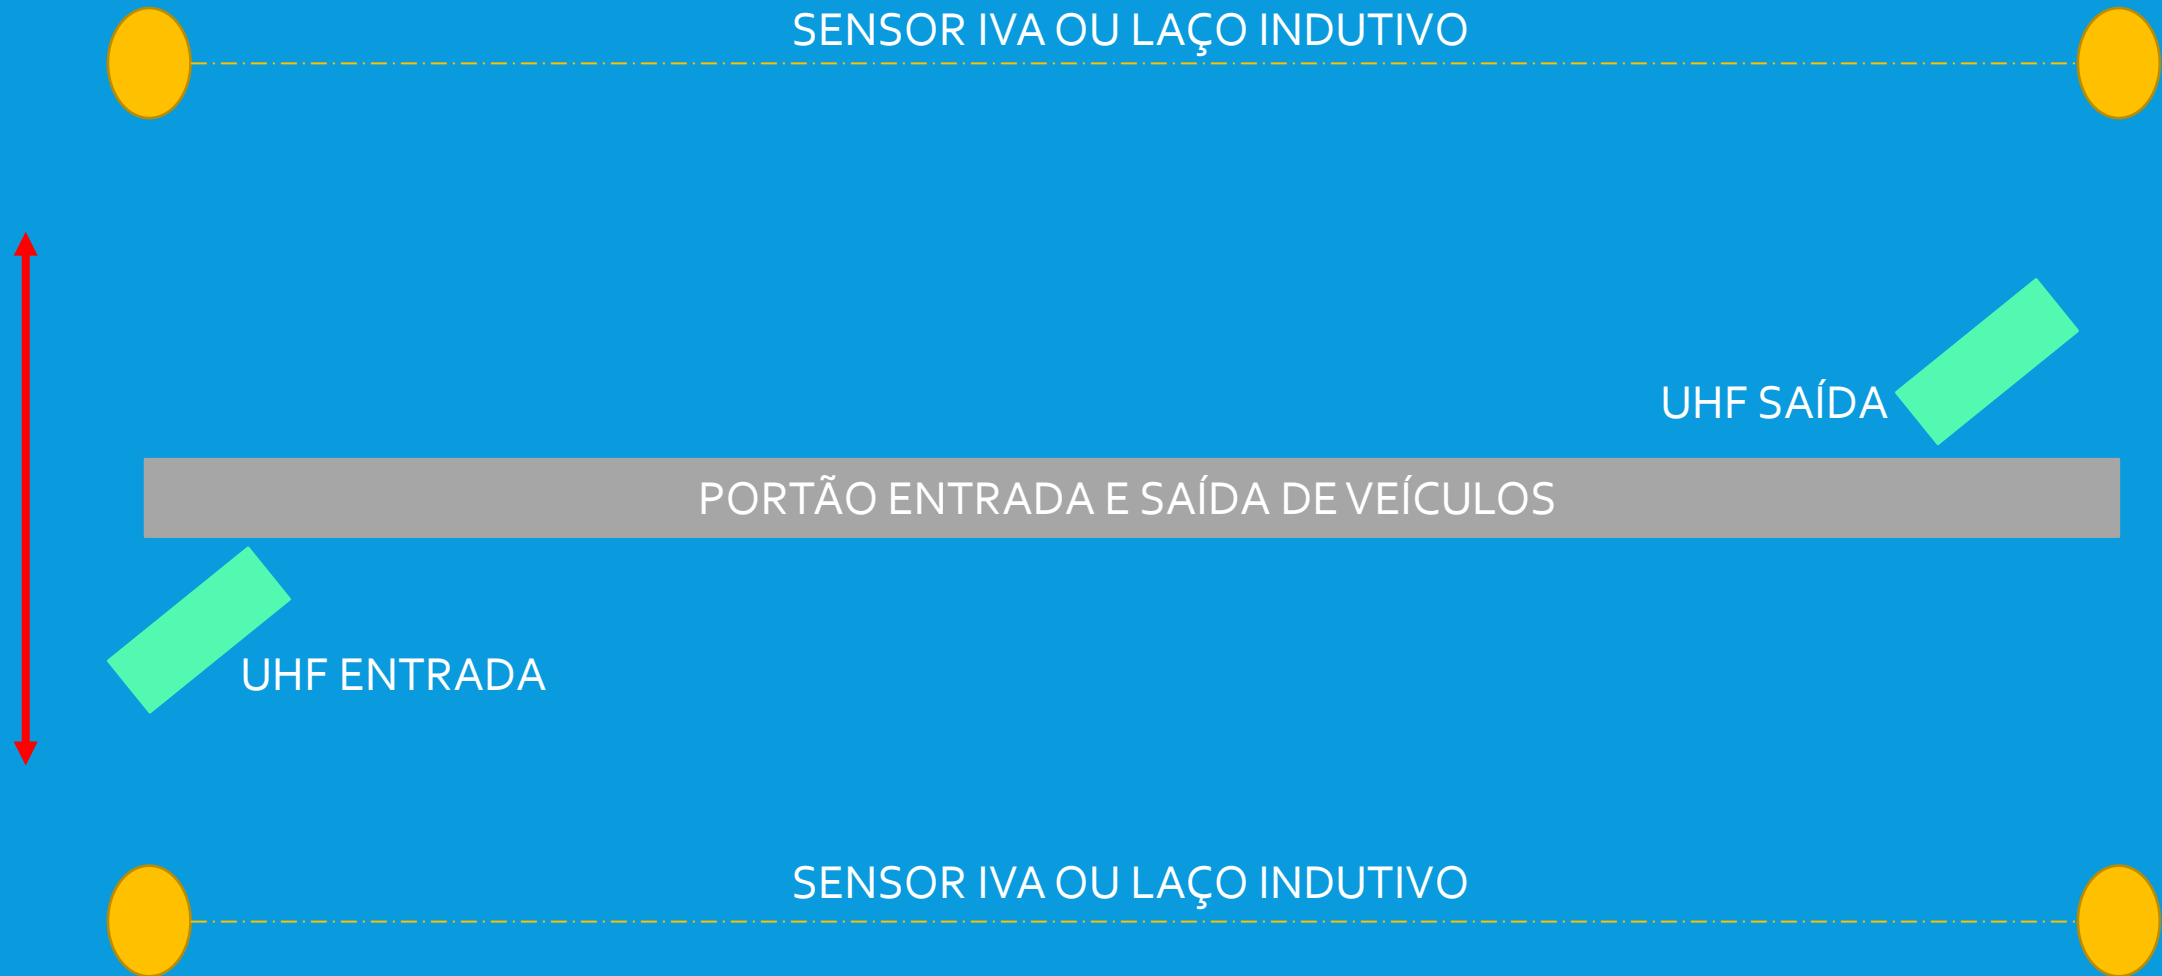 SENSOR IVA OU LAÇO INDUTIVO
UHF SAÍDA
PORTÃO ENTRADA E SAÍDA DE VEÍCULOS
UHF ENTRADA
SENSOR IVA OU LAÇO INDUTIVO